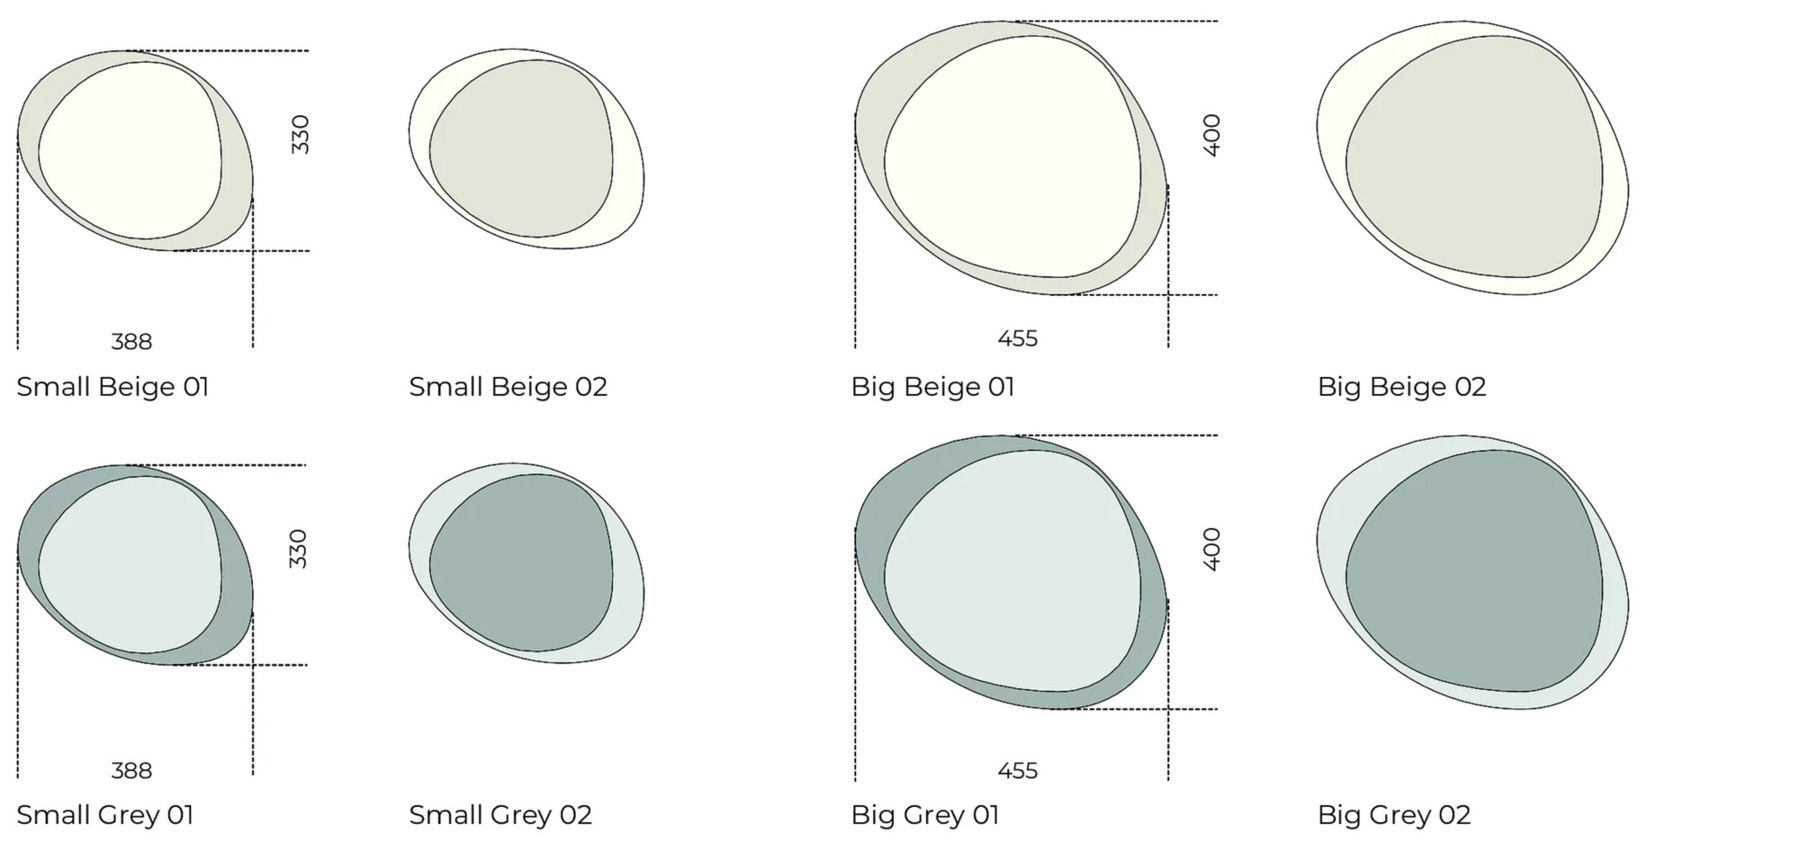 330
400
388
455
Small Beige 01
Small Beige 02
Big Beige 01
Big Beige 02
330
400
388
455
Small Grey 01
Small Grey 02
Big Grey 01
Big Grey 02